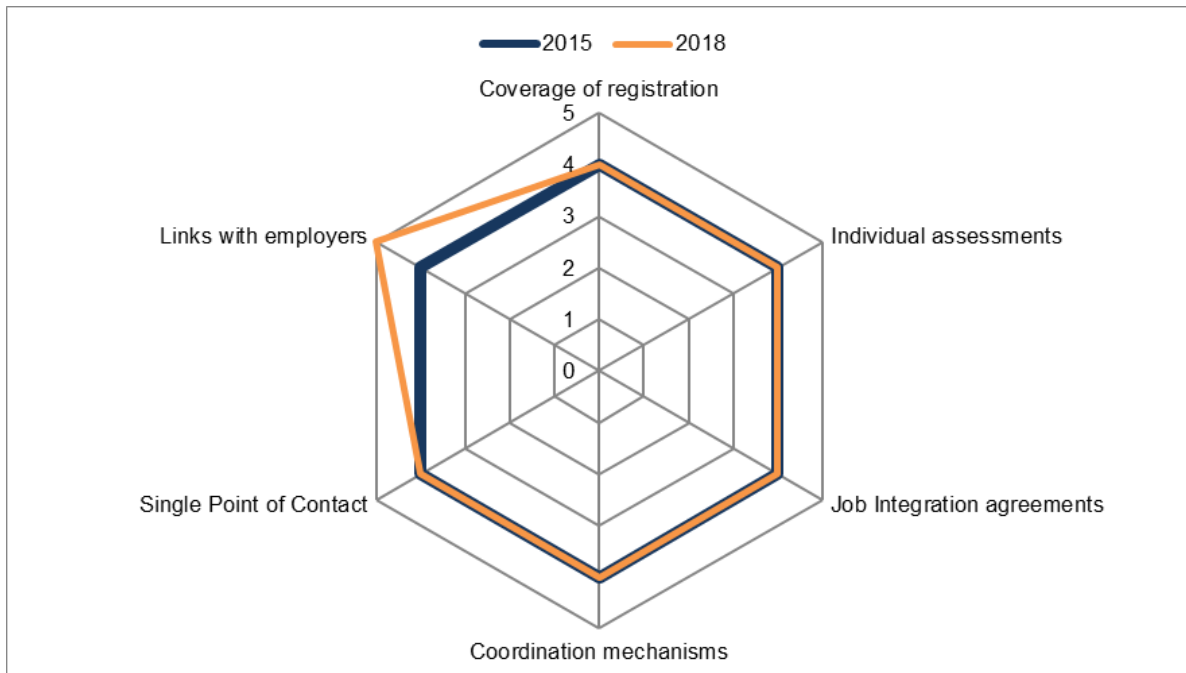 2015 2018
Coverage of registration
5
4
3
2
1
0
Links with employers
Individual assessments
Single Point of Contact
Job Integration agreements
Coordination mechanisms